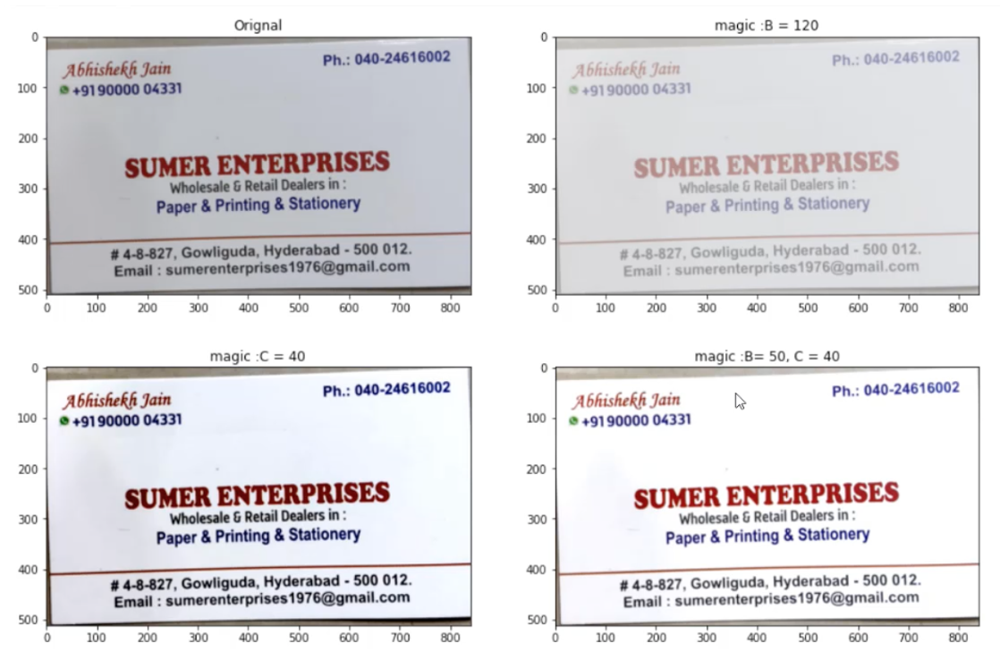 Orignal
0
100
200
300
400
500
Abhishekh Jain
Ph.: 040-24616002
+9190000 04331
SUMER ENTERPRISES
Wholesale & Retail Dealers in :
Paper & Printing & Stationery
# 4-8-827, Gowliguda, Hyderabad - 500 012.
Email : sumerenterprises1976@gmail.com
0 100 200 300 400 500 600 700 800
magic :B = 120
0
100
200
300
400
500
Abhishekh Jain
Ph.: 040-24616002
+9190000 04331
SUMER ENTERPRISES
Wholesale & Retail Dealers in :
Paper & Printing & Stationery
# 4-8-827, Gowliguda, Hyderabad - 500 012.
Email : sumerenterprises1976@gmail.com
0 100 200 300 400 500 600 700 800
magic :C = 40
0
100
200
300
400
500
Abhishekh Jain
Ph.: 040-24616002
+9190000 04331
SUMER ENTERPRISES
Wholesale & Retail Dealers in :
Paper & Printing & Stationery
# 4-8-827, Gowliguda, Hyderabad - 500 012.
Email : sumerenterprises1976@gmail.com
0 100 200 300 400 500 600 700 800
magic :B= 50, C = 40
0
100
200
300
400
500
Abhishekh Jain
Ph.: 040-24616002
+9190000 04331
SUMER ENTERPRISES
Wholesale & Retail Dealers in :
Paper & Printing & Stationery
# 4-8-827, Gowliguda, Hyderabad - 500 012.
Email : sumerenterprises1976@gmail.com
0 100 200 300 400 500 600 700 800